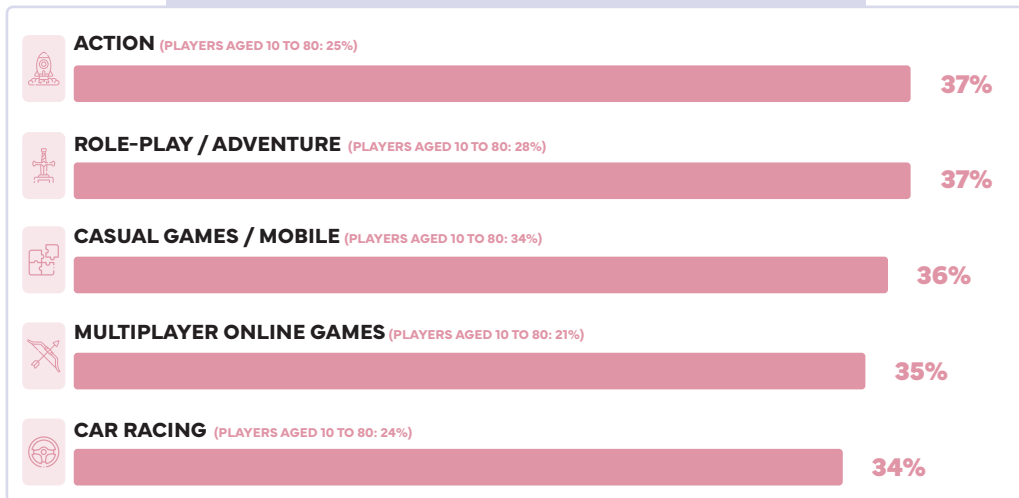 ACTION (PLAYERS AGED 10 TO 80: 25%)
37%
ROLE-PLAY / ADVENTURE (PLAYERS AGED 10 TO 80: 28%)
37%
CASUAL GAMES / MOBILE (PLAYERS AGED 10 TO 80: 34%)
36%
MULTIPLAYER ONLINE GAMES (PLAYERS AGED 10 TO 80: 21%)
35%
CAR RACING (PLAYERS AGED 10 TO 80: 24%)
34%